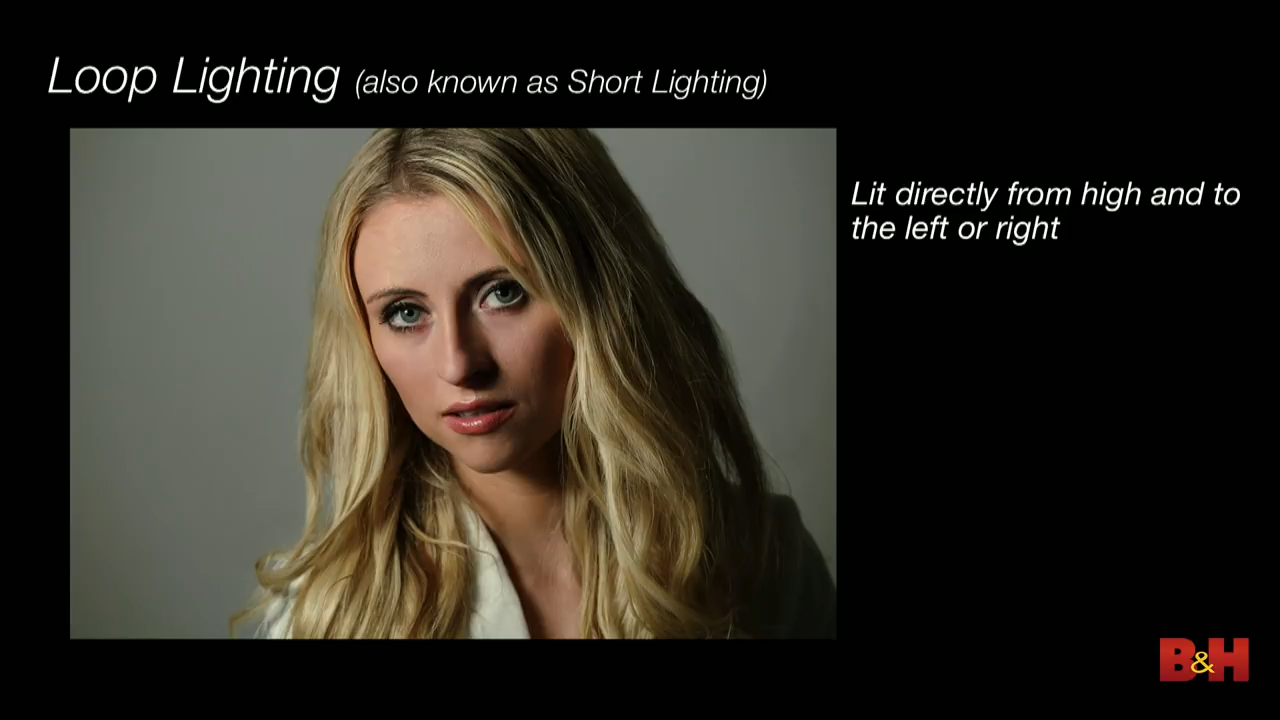 Loop Lighting (also known as Short Lighting)
Lit directly from high and to
the left or right
B&H